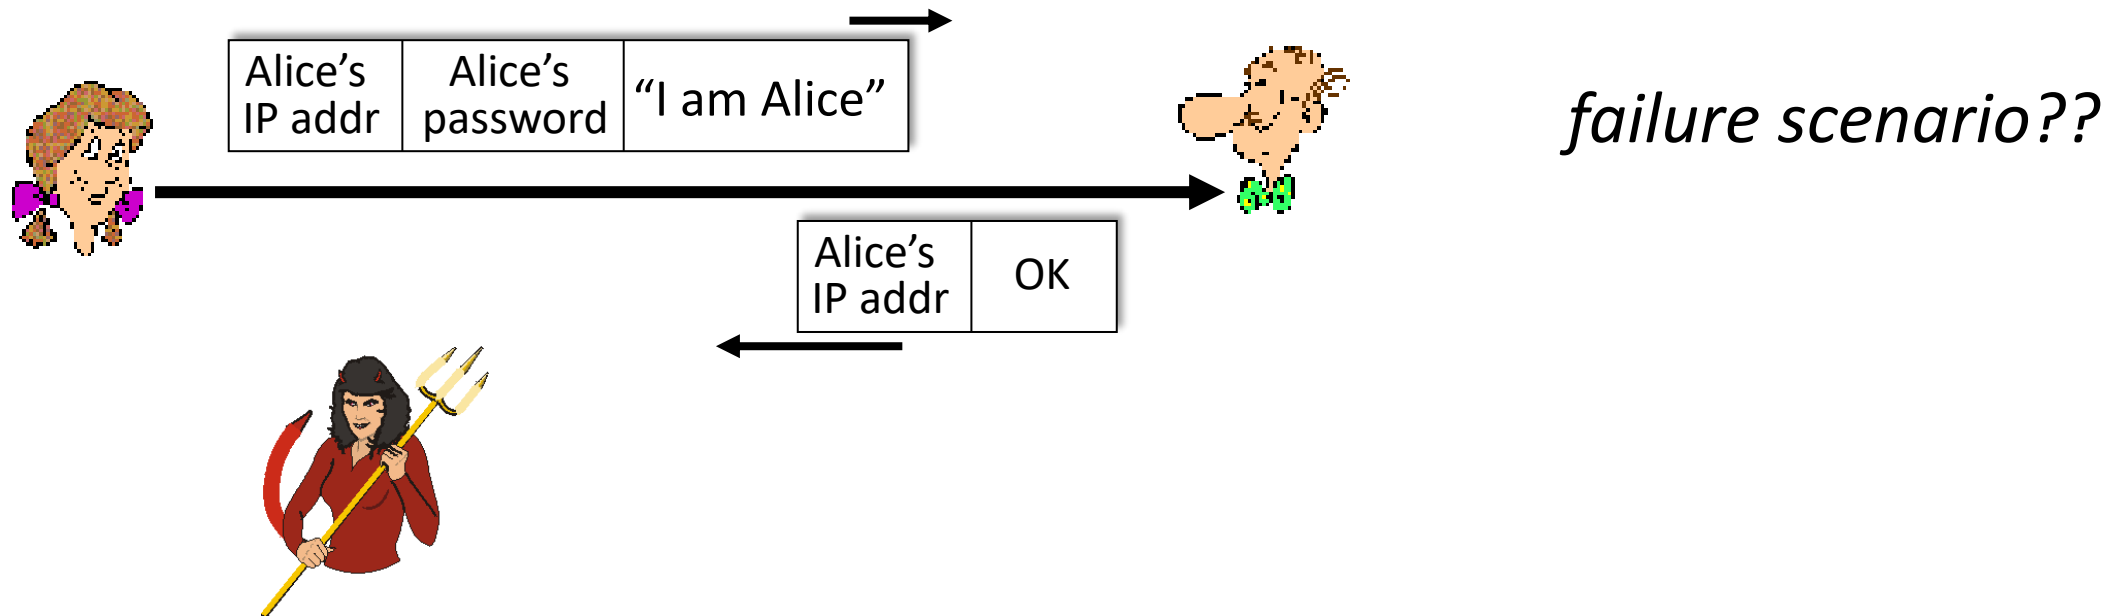 Alice’s
IP addr
Alice’s
password
“I am Alice”
failure scenario??
Alice’s
IP addr
OK